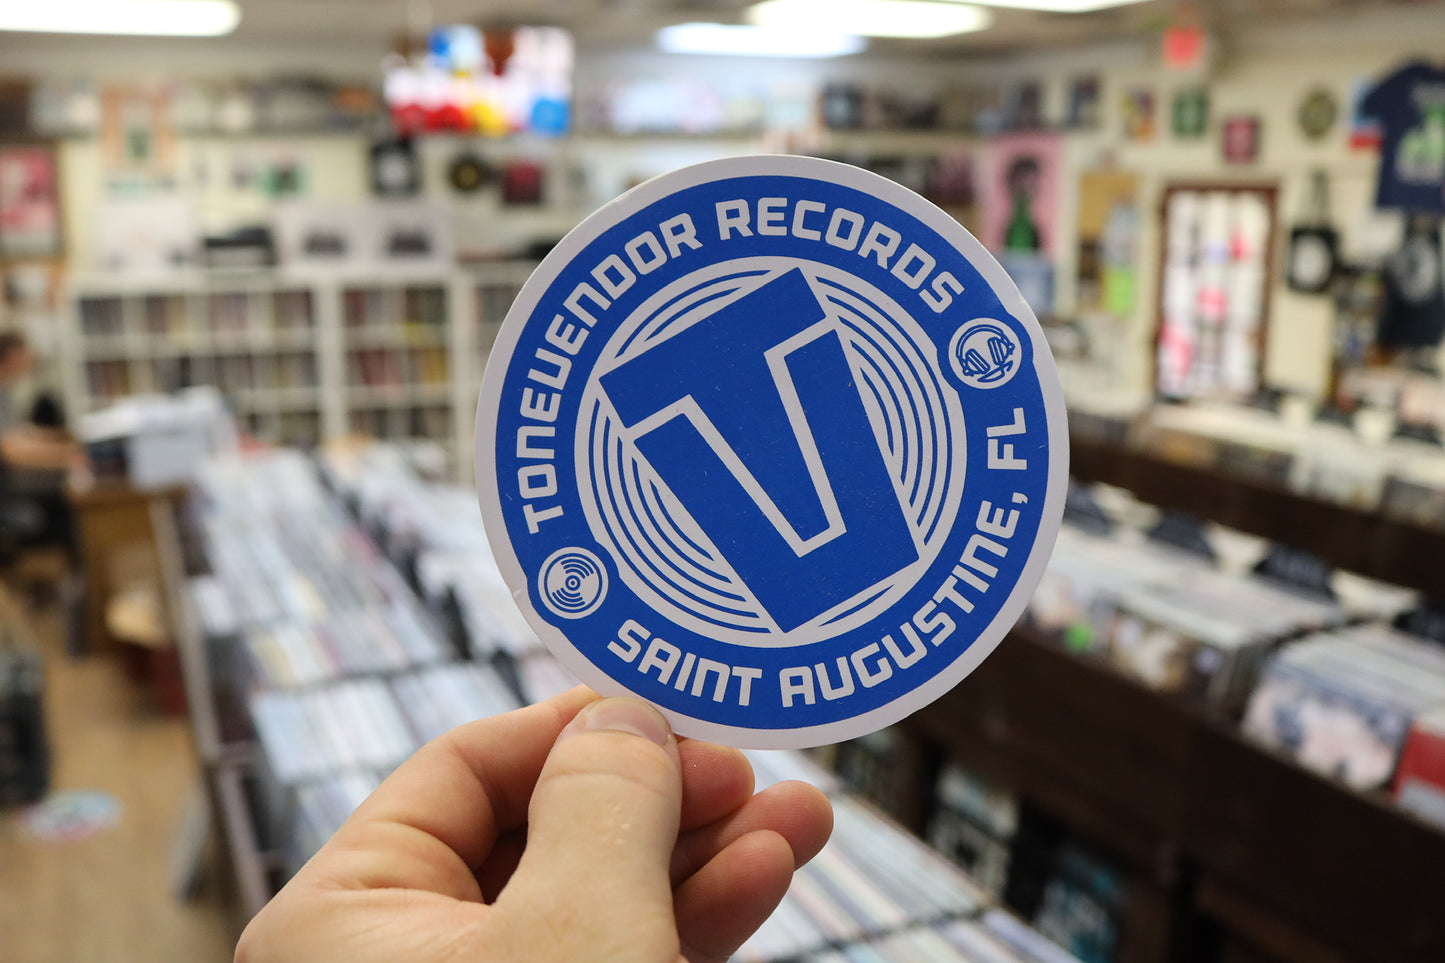 TONEVENDOR RECORDS
SAINT AUGUSTINE, FL
TV